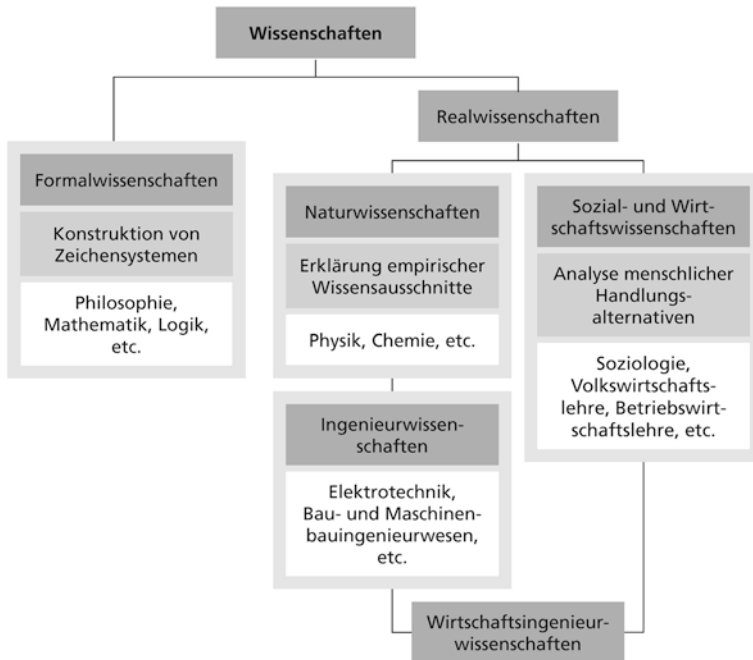 Wissenschaften
Realwissenschaften
Formalwissenschaften
Konstruktion von
Zeichensystemen
Philosophie,
Mathematik, Logik,
etc.
Naturwissenschaften
Erklärung empirischer
Wissensausschnitte
Physik, Chemie, etc.
Ingenieurwissen-
schaften
Elektrotechnik,
Bau- und Maschinen-
bauingenieurwesen,
etc.
Sozial- und Wirt-
schaftswissenschaften
Analyse menschlicher
Handlungs-
alternativen
Soziologie,
Volkswirtschafts-
lehre, Betriebswirt-
schaftslehre, etc.
Wirtschaftsingenieur-
wissenschaften